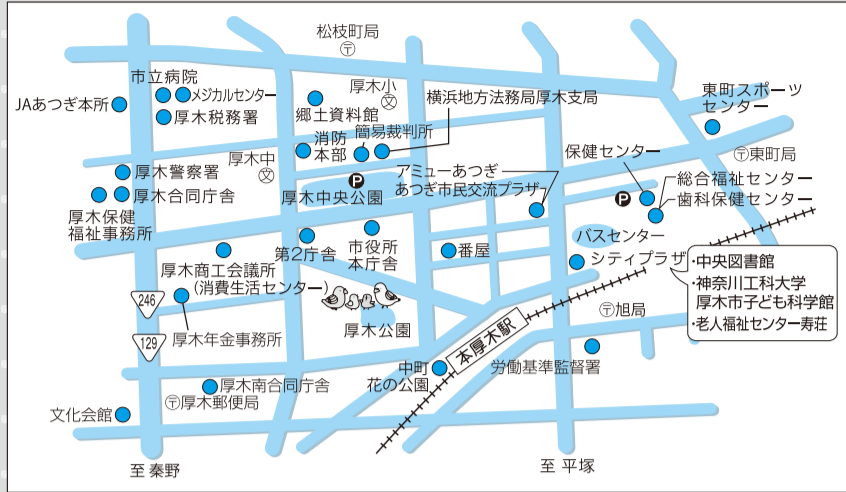 松枝町局
〒
市立病院
メジカルセンター
JAあつぎ本所
厚木税務署
郷土資料館
厚木小
文
横浜地方法務局厚木支局
東町スポーツ
センター
消防
本部
簡易裁判所
厚木中
文
厚木警察署
厚木合同庁舎
厚木保健
福祉事務所
P
厚木中央公園
アミューあつぎ
あつぎ市民交流プラザ
保健センター
〒東町局
総合福祉センター
歯科保健センター
P
バスセンター
第2庁舎
市役所
本庁舎
番屋
シティプラザ
・中央図書館
・神奈川工科大学
厚木市子ども科学館
・老人福祉センター寿荘
厚木商工会議所
(消費生活センター)
246
厚木公園
〒旭局
129
厚木年金事務所
本厚木駅
中町
花の公園
労働基準監督署
厚木南合同庁舎
〒厚木郵便局
文化会館
至 秦野
至 平塚